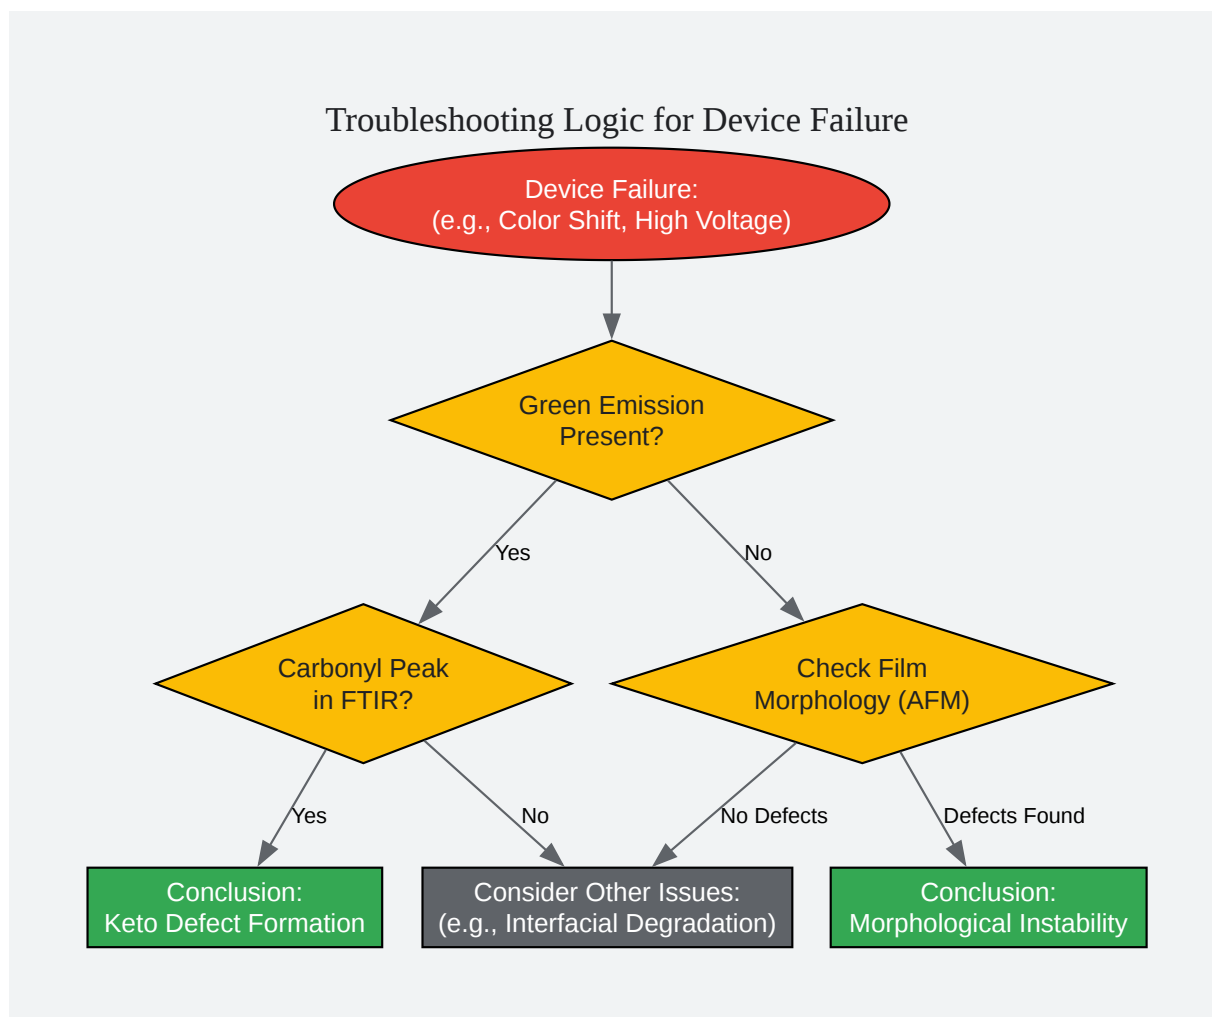 Troubleshooting Logic for Device Failure
Device Failure:
(e.g., Color Shift, High Voltage)
Green Emission
Present?
Yes
No
Carbonyl Peak
in FTIR?
Check Film
Morphology (AFM)
Yes
No
No Defects
Defects Found
Conclusion:
Keto Defect Formation
Consider Other Issues:
(e.g., Interfacial Degradation)
Conclusion:
Morphological Instability